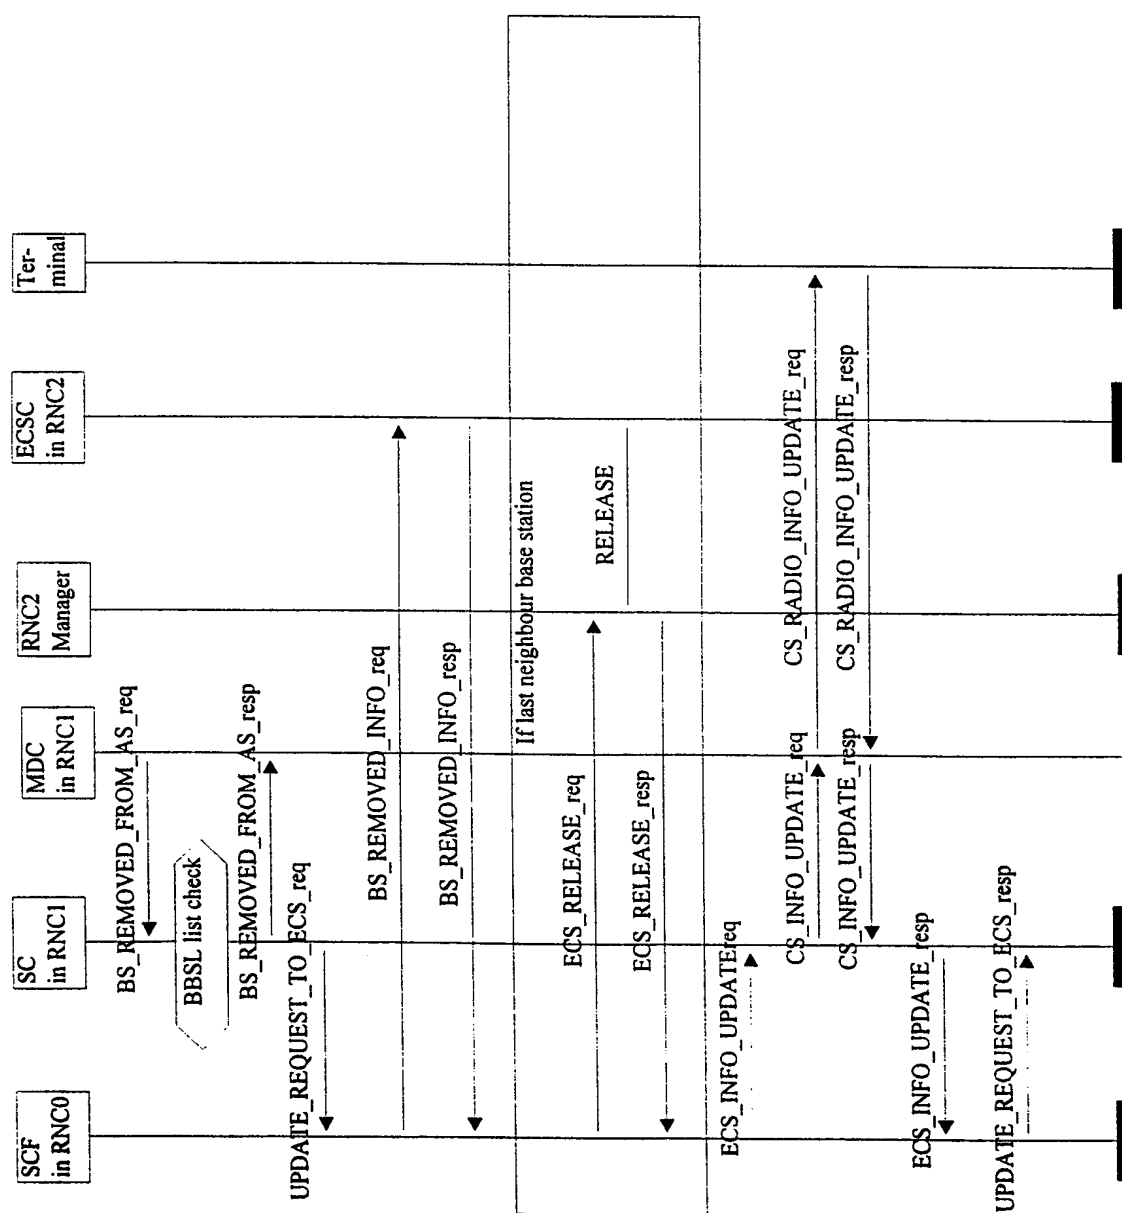 SCF
in RNC0
SC
in RNC1
MDC
in RNC1
RNC2
Manager
ECSC
in RNC2
Ter-
minal
BS_REMOVED_FROM_AS_req
BBSL list check
BS_REMOVED_FROM_AS_resp
UPDATE_REQUEST_TO_ECS_req
BS_REMOVED_INFO_req
BS_REMOVED_INFO_resp
If last neighbour base station
ECS_RELEASE_req
RELEASE
ECS_RELEASE_resp
ECS_INFO_UPDATEreq
CS_INFO_UPDATE_req
CS_RADIO_INFO_UPDATE_req
CS_INFO_UPDATE_resp
CS_RADIO_INFO_UPDATE_resp
ECS_INFO_UPDATE_resp
UPDATE_REQUEST_TO_ECS_resp